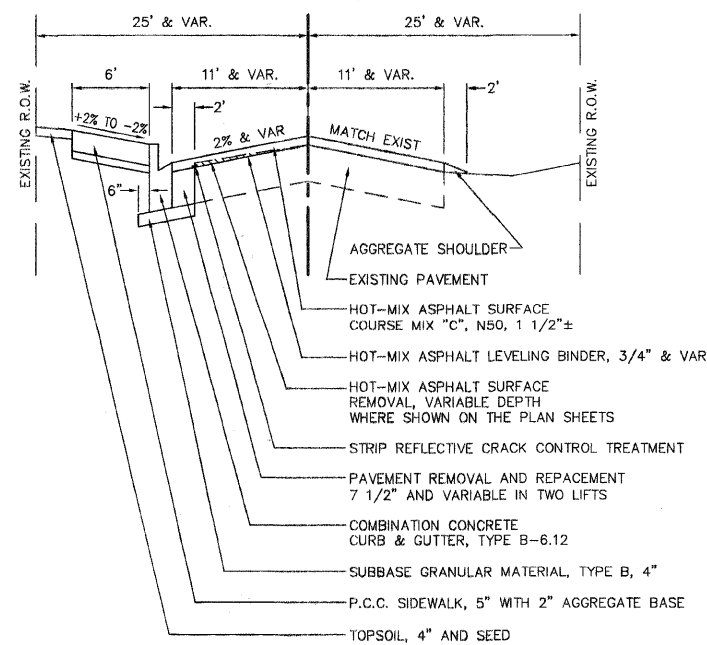 25' & VAR.
25' & VAR.
6'
11' & VAR.
11' & VAR.
2'
2'
EXISTING R.O.W.
EXISTING R.O.W.
+2% TO -2%
2% & VAR
MATCH EXIST
6"
AGGREGATE SHOULDER
EXISTING PAVEMENT
HOT-MIX ASPHALT SURFACE
COURSE MIX "C", N50, 1 1/2"±
HOT-MIX ASPHALT LEVELING BINDER, 3/4" & VAR
HOT-MIX ASPHALT SURFACE
REMOVAL, VARIABLE DEPTH
WHERE SHOWN ON THE PLAN SHEETS
STRIP REFLECTIVE CRACK CONTROL TREATMENT
PAVEMENT REMOVAL AND REPACEMENT
7 1/2" AND VARIABLE IN TWO LIFTS
COMBINATION CONCRETE
CURB & GUTTER, TYPE B-6.12
SUBBASE GRANULAR MATERIAL, TYPE B, 4"
P.C.C. SIDEWALK, 5" WITH 2" AGGREGATE BASE
TOPSOIL, 4" AND SEED